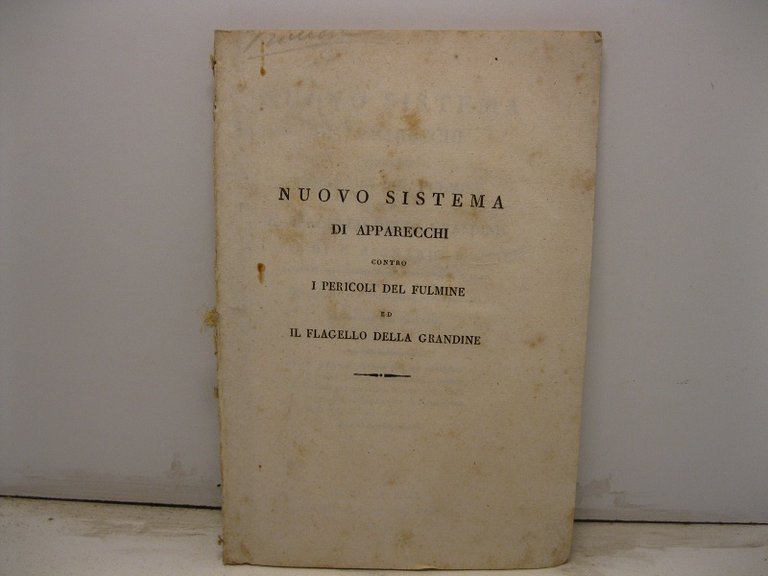 NUOVO SISTEMA
DI APPARECCHI
CONTRO
I PERICOLI DEL FULMINE
ED
IL FLAGELLO DELLA GRANDINE